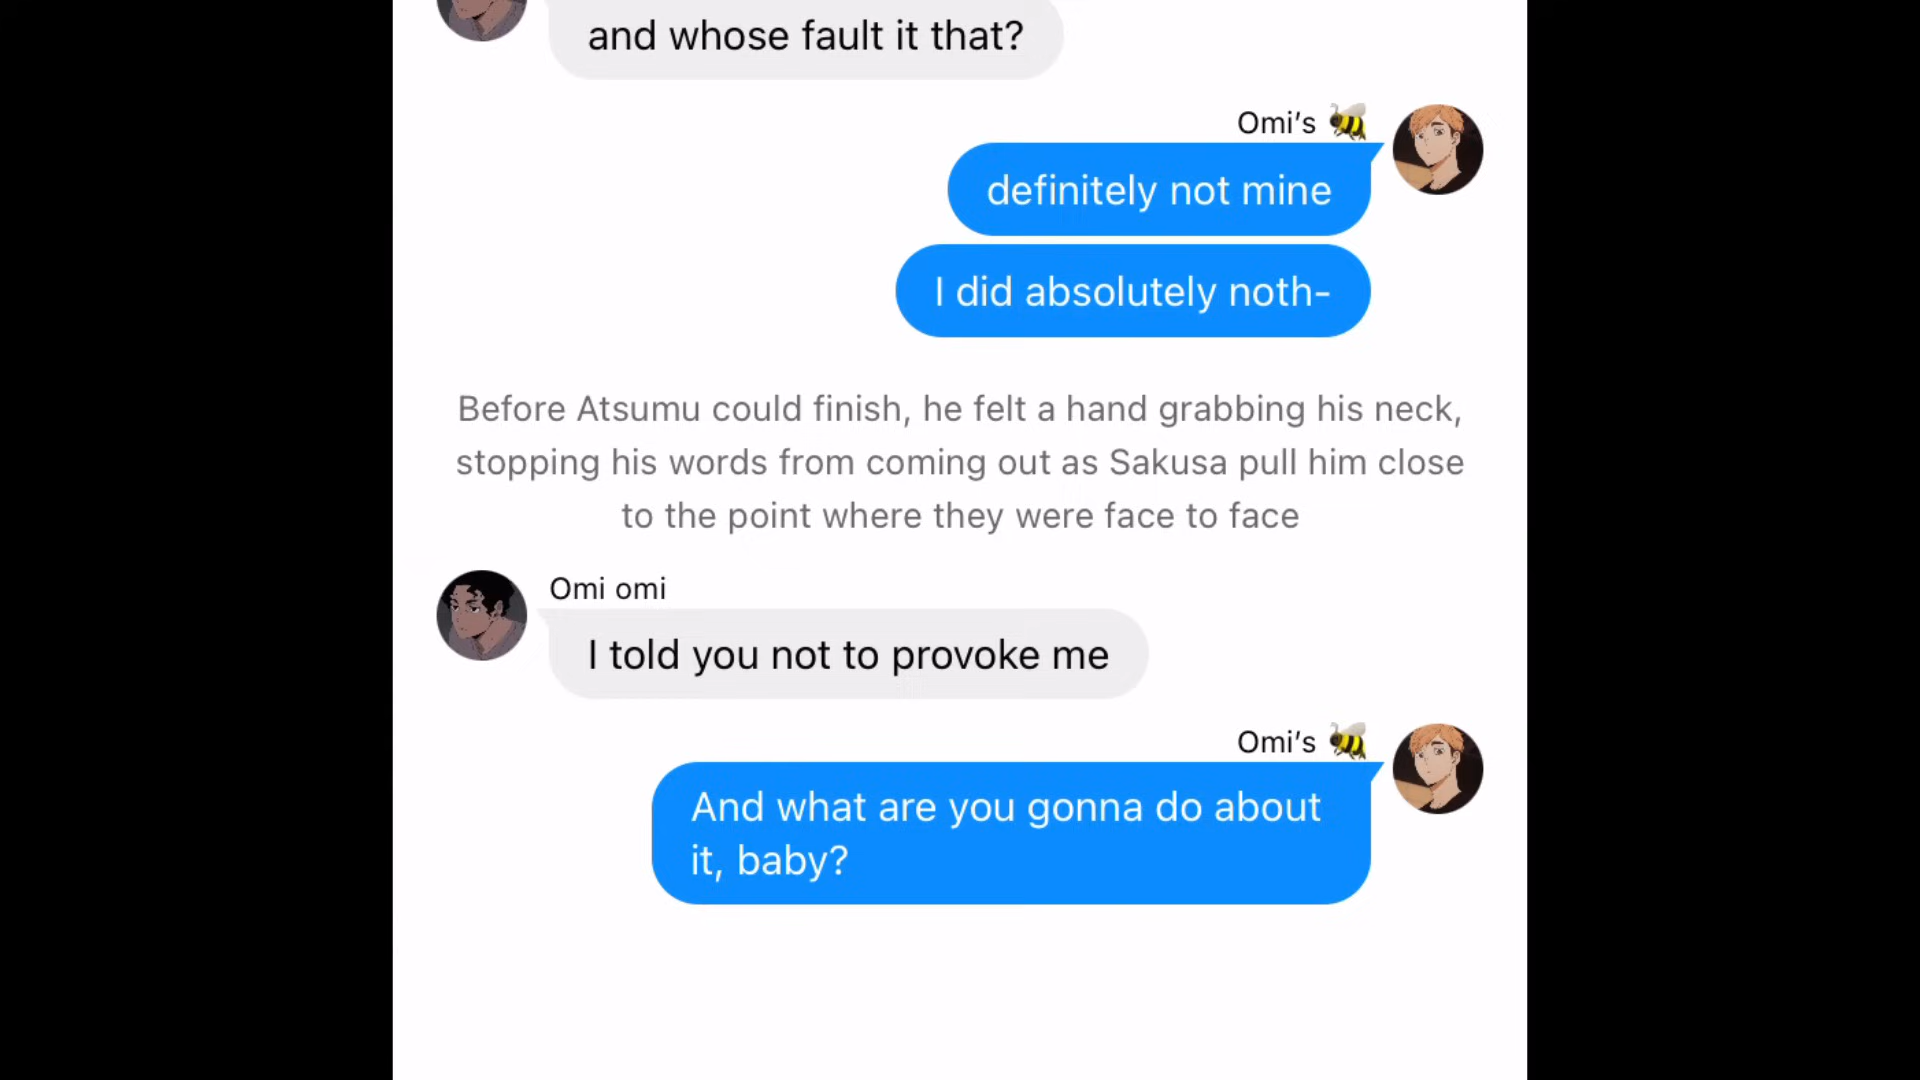 and whose fault it that?
Omi's 🐝
definitely not mine
I did absolutely noth-
Before Atsumu could finish, he felt a hand grabbing his neck,
stopping his words from coming out as Sakusa pull him close
to the point where they were face to face
Omi omi
I told you not to provoke me
Omi's 🐝
And what are you gonna do about
it, baby?